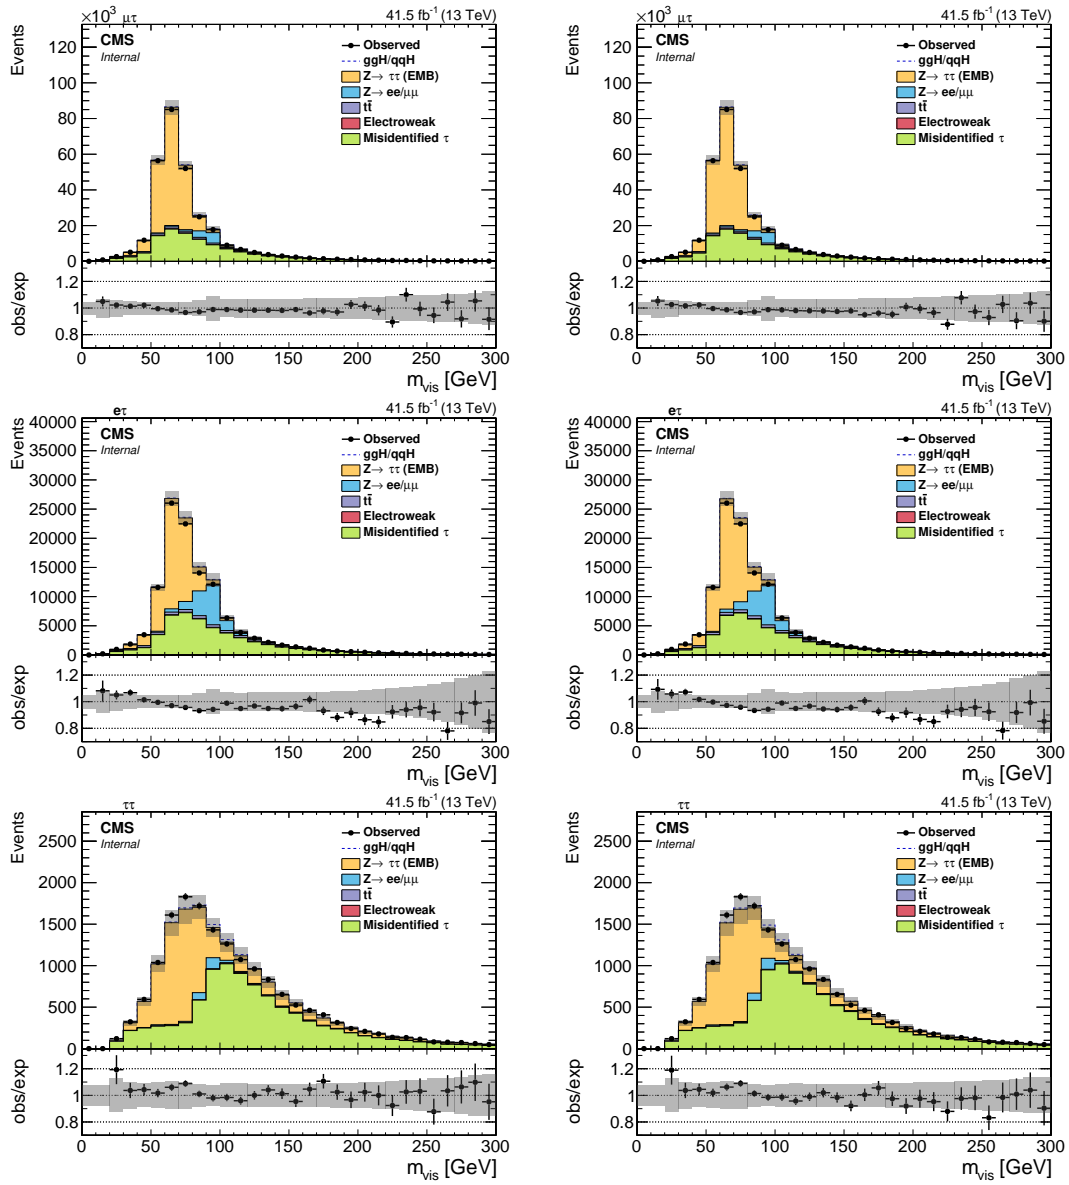 ×10³ μτ 41.5 fb⁻¹ (13 TeV)
Events
CMS
Internal
Observed
ggH/qqH
Z→ ττ (EMB)
Z→ ee/μμ
tt̄
Electroweak
Misidentified τ
120
100
80
60
40
20
0
obs/exp
1.2
1
0.8
0 50 100 150 200 250 300
m_vis [GeV]
×10³ μτ 41.5 fb⁻¹ (13 TeV)
Events
CMS
Internal
Observed
ggH/qqH
Z→ ττ (EMB)
Z→ ee/μμ
tt̄
Electroweak
Misidentified τ
120
100
80
60
40
20
0
obs/exp
1.2
1
0.8
0 50 100 150 200 250 300
m_vis [GeV]
eτ 41.5 fb⁻¹ (13 TeV)
Events
CMS
Internal
Observed
ggH/qqH
Z→ ττ (EMB)
Z→ ee/μμ
tt̄
Electroweak
Misidentified τ
40000
35000
30000
25000
20000
15000
10000
5000
0
obs/exp
1.2
1
0.8
0 50 100 150 200 250 300
m_vis [GeV]
eτ 41.5 fb⁻¹ (13 TeV)
Events
CMS
Internal
Observed
ggH/qqH
Z→ ττ (EMB)
Z→ ee/μμ
tt̄
Electroweak
Misidentified τ
40000
35000
30000
25000
20000
15000
10000
5000
0
obs/exp
1.2
1
0.8
0 50 100 150 200 250 300
m_vis [GeV]
ττ 41.5 fb⁻¹ (13 TeV)
Events
CMS
Internal
Observed
ggH/qqH
Z→ ττ (EMB)
Z→ ee/μμ
tt̄
Electroweak
Misidentified τ
2500
2000
1500
1000
500
0
obs/exp
1.2
1
0.8
0 50 100 150 200 250 300
m_vis [GeV]
ττ 41.5 fb⁻¹ (13 TeV)
Events
CMS
Internal
Observed
ggH/qqH
Z→ ττ (EMB)
Z→ ee/μμ
tt̄
Electroweak
Misidentified τ
2500
2000
1500
1000
500
0
obs/exp
1.2
1
0.8
0 50 100 150 200 250 300
m_vis [GeV]